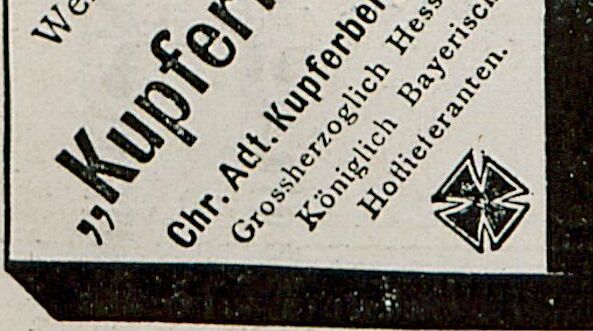 „Kupfer
Chr. Adt. Kupferber
Grossherzoglich Hess
Königlich Bayerisch
Hoflieferanten.